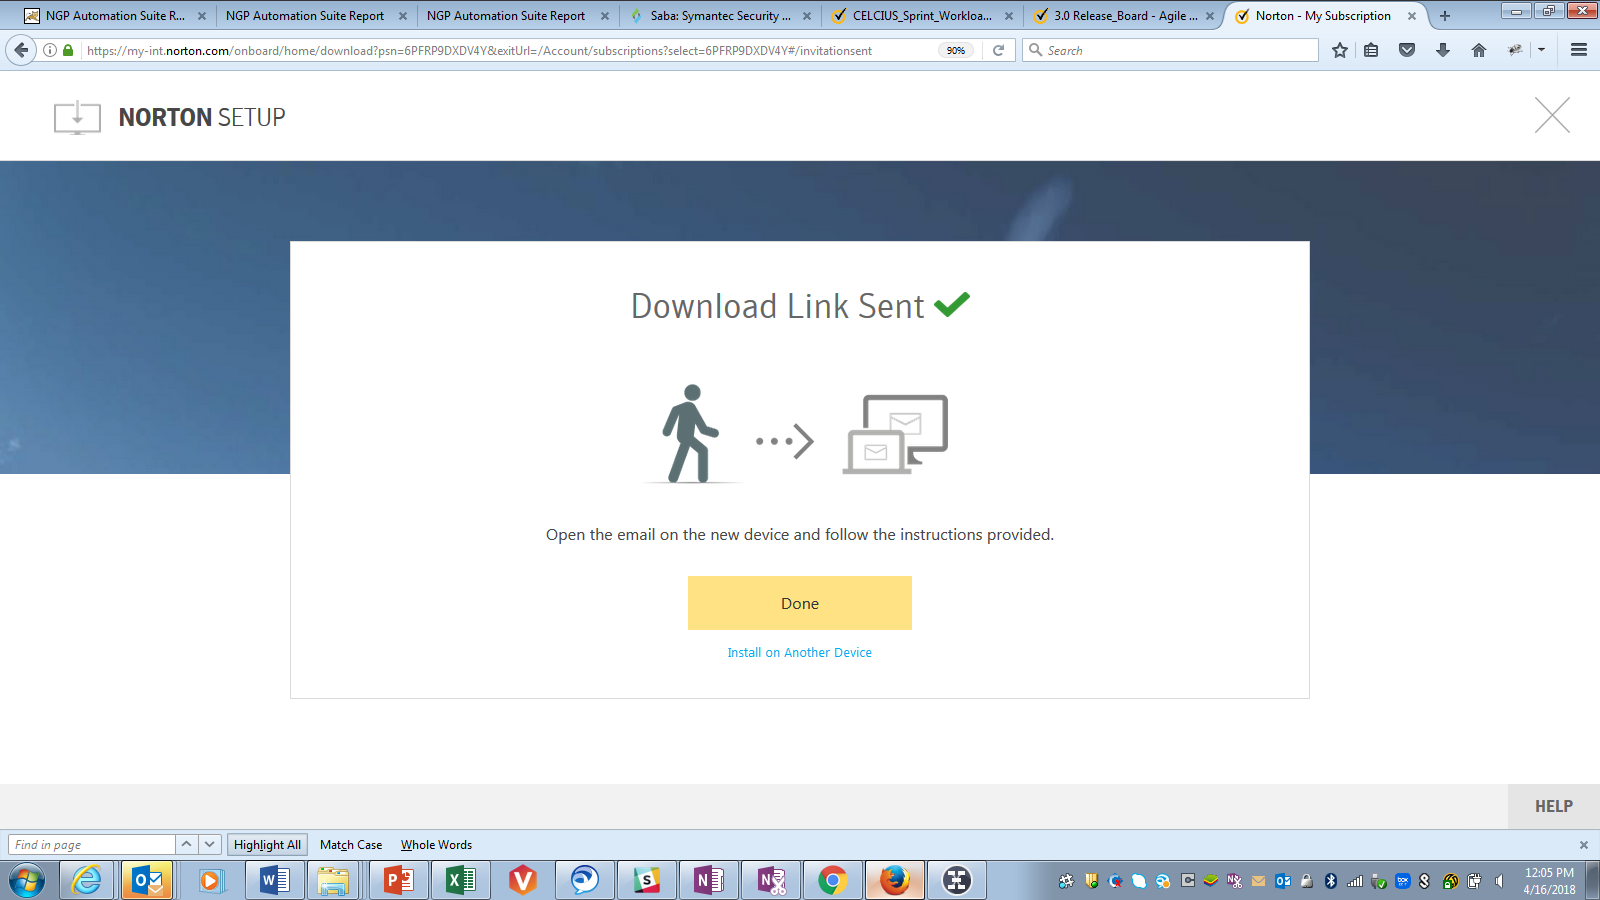 NGP Automation Suite R...
NGP Automation Suite Report
NGP Automation Suite Report
Saba: Symantec Security ...
CELCIUS_Sprint_Workloa...
3.0 Release_Board - Agile ...
Norton - My Subscription
https://my-int.norton.com/onboard/home/download?psn=6PFRP9DXDV4Y&exitUrl=/Account/subscriptions?select=6PFRP9DXDV4Y#/invitationsent
90%
Search
NORTON SETUP
Download Link Sent
Open the email on the new device and follow the instructions provided.
Done
Install on Another Device
HELP
Find in page
Highlight All
Match Case
Whole Words
12:05 PM
4/16/2018